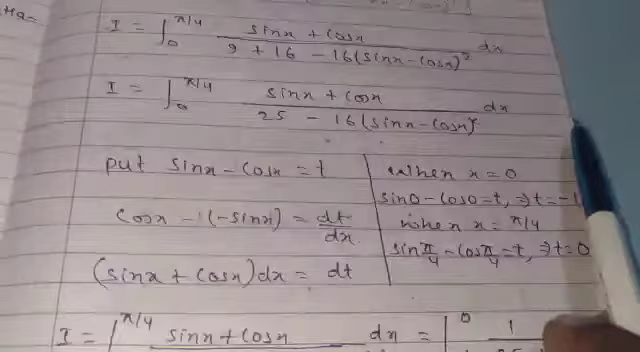 I = ∫₀^π/4 sinx + cosx / 9 + 16 - 16(sinx - cosx)² dx
I = ∫₀^π/4 sinx + cosx / 25 - 16(sinx - cosx)² dx
put sinx - cosx = t
cosx - (-sinx) = dt/dx
(sinx + cosx)dx = dt
When x = 0
sin0 - cos0 = t, ⇒ t = -1
when x = π/4
sin π/4 - cos π/4 = t, ⇒ t = 0
I = ∫ π/4 sinx + cosx dx = ∫ 0 1